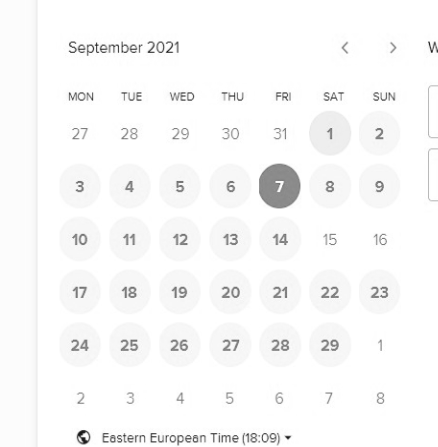 September 2021
MON TUE WED THU FRI SAT SUN
27 28 29 30 31 1 2
3 4 5 6 7 8 9
10 11 12 13 14 15 16
17 18 19 20 21 22 23
24 25 26 27 28 29 1
2 3 4 5 6 7 8
Eastern European Time (18:09)